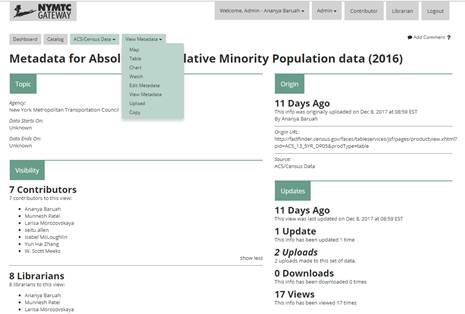 NYMTC
GATEWAY
Welcome, Admin - Ananya Baruah
Admin
Contributor
Librarian
Logout
Dashboard
Catalog
ACS/Census Data
View Metadata
Add Comment ?
Map
Table
Chart
Watch
Edit Metadata
View Metadata
Upload
Copy
Metadata for Absol lative Minority Population data (2016)
Topic
Agency:
New York Metropolitan Transportation Council
Data Starts On:
Unknown
Data Ends On:
Unknown
Visibility
7 Contributors
7 contributors to this view:
Ananya Baruah
Munnesh Patel
Larisa Morozovskaya
seitu allen
Isabel McLoughlin
Yun Hai Zhang
W. Scott Meeks
show less
8 Librarians
8 librarians to this view:
Ananya Baruah
Munnesh Patel
Larisa Morozovskaya
Origin
11 Days Ago
This info was originally uploaded on Dec 8, 2017 at 08:59 EST
By Ananya Baruah
Origin URL:
http://factfinder.census.gov/faces/tableservices/jsf/pages/productview.xhtml?
pid=ACS_13_5YR_DP05&prodType=table
Source:
ACS/Census Data
Updates
11 Days Ago
This view was last updated on Dec 8, 2017 at 08:59 EST
1 Update
This info has been updated 1 time
2 Uploads
2 uploads made to this set of data.
0 Downloads
This info has been downloaded 0 times
17 Views
This info has been viewed 17 times